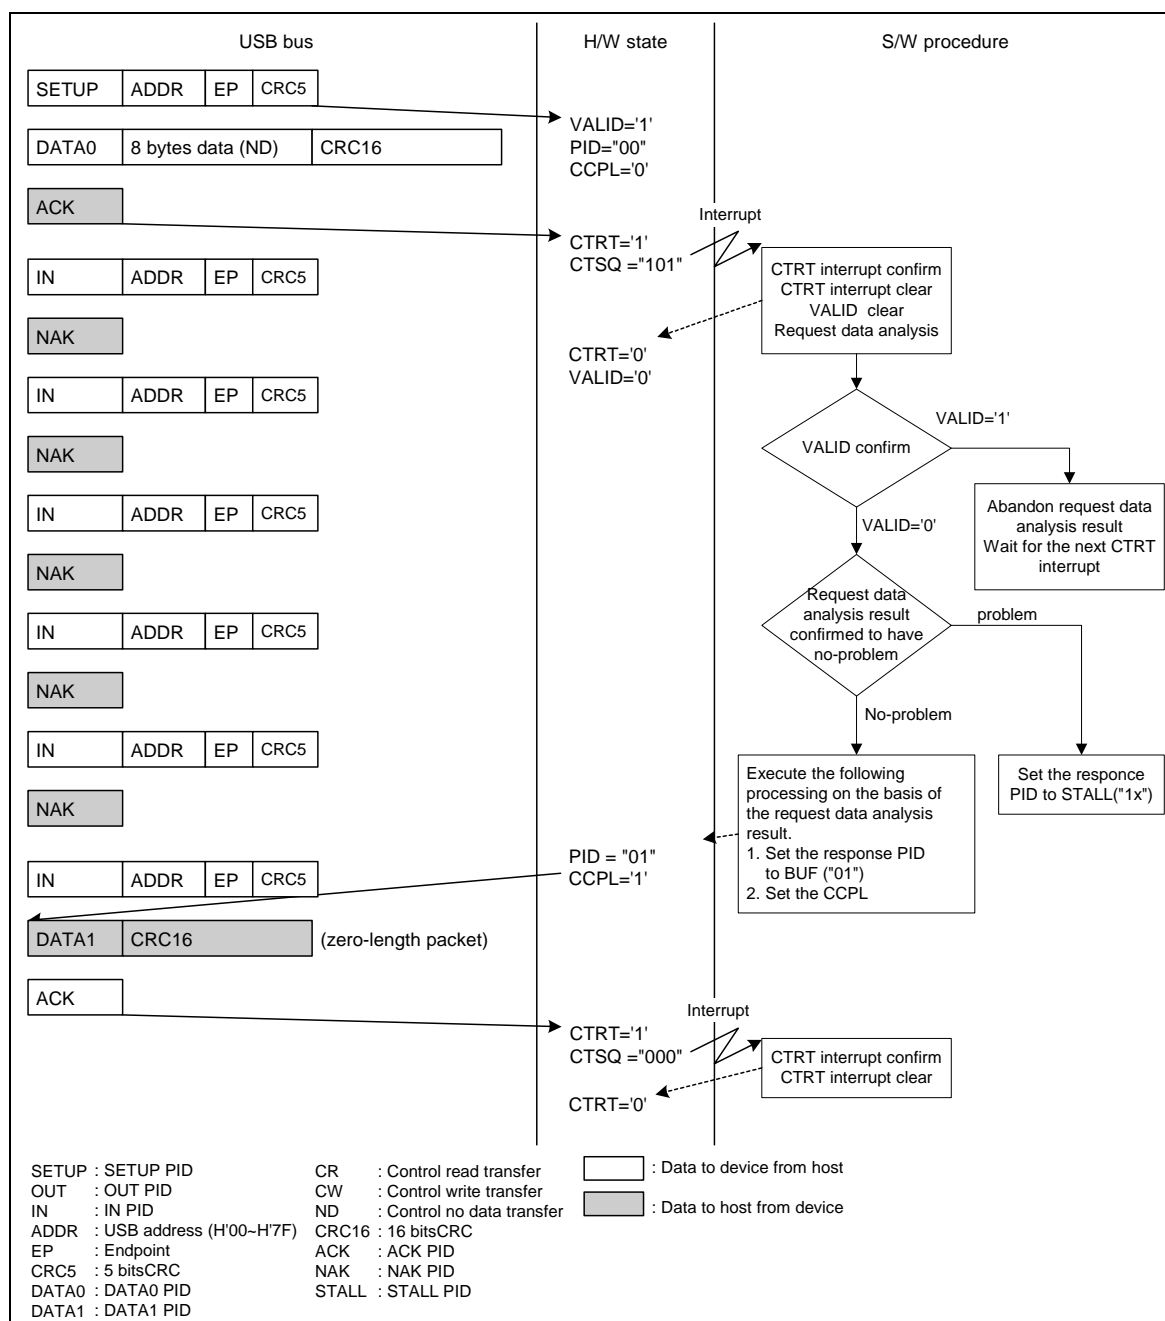 USB bus
H/W state
S/W procedure
SETUP ADDR EP CRC5
VALID='1'
PID="00"
CCPL='0'
DATA0 8 bytes data (ND) CRC16
ACK
Interrupt
CTRT='1'
CTSQ ="101"
CTRT interrupt confirm
CTRT interrupt clear
VALID clear
Request data analysis
IN ADDR EP CRC5
NAK
CTRT='0'
VALID='0'
IN ADDR EP CRC5
VALID='1'
VALID confirm
NAK
Abandon request data
analysis result
Wait for the next CTRT
interrupt
IN ADDR EP CRC5
VALID='0'
NAK
Request data
analysis result
confirmed to have
no-problem
problem
IN ADDR EP CRC5
NAK
No-problem
IN ADDR EP CRC5
Execute the following
processing on the basis of
the request data analysis
result.
1. Set the response PID
to BUF ("01")
2. Set the CCPL
Set the responce
PID to STALL("1x")
NAK
PID = "01"
CCPL='1'
IN ADDR EP CRC5
DATA1 CRC16 (zero-length packet)
ACK
Interrupt
CTRT='1'
CTSQ ="000"
CTRT interrupt confirm
CTRT interrupt clear
CTRT='0'
SETUP : SETUP PID
OUT : OUT PID
IN : IN PID
ADDR : USB address (H'00~H'7F)
EP : Endpoint
CRC5 : 5 bitsCRC
DATA0 : DATA0 PID
DATA1 : DATA1 PID
CR : Control read transfer
CW : Control write transfer
ND : Control no data transfer
CRC16 : 16 bitsCRC
ACK : ACK PID
NAK : NAK PID
STALL : STALL PID
: Data to device from host
: Data to host from device